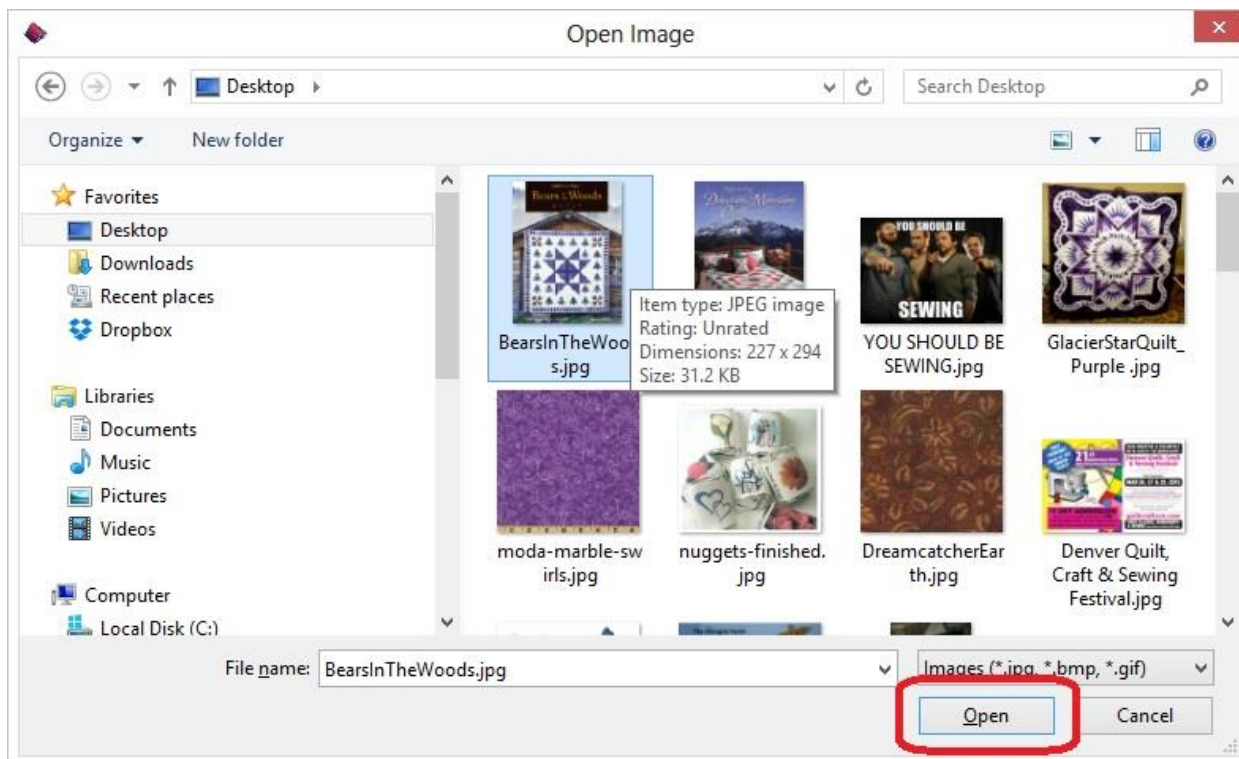 Open Image
Desktop
Search Desktop
Organize
New folder
Favorites
Desktop
Downloads
Recent places
Dropbox
Libraries
Documents
Music
Pictures
Videos
Computer
Local Disk (C:)
Bears in the Woods
YOU SHOULD BE
SEWING
Item type: JPEG image
Rating: Unrated
Dimensions: 227 x 294
Size: 31.2 KB
BearsInTheWoo
s.jpg
YOU SHOULD BE
SEWING.jpg
GlacierStarQuilt_
Purple .jpg
21st
moda-marble-sw
irls.jpg
nuggets-finished.
jpg
DreamcatcherEar
th.jpg
Denver Quilt,
Craft & Sewing
Festival.jpg
File name:
BearsInTheWoods.jpg
Images (*.jpg, *.bmp, *.gif)
Open
Cancel